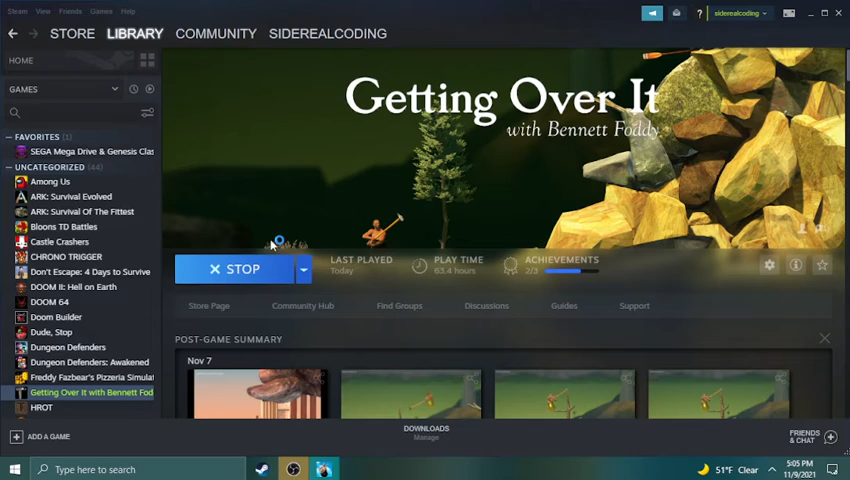 Steam View Friends Games Help
siderealcoding
STORE LIBRARY COMMUNITY SIDEREALCODING
HOME
GAMES
FAVORITES (1)
SEGA Mega Drive & Genesis Clas
UNCATEGORIZED (44)
Among Us
ARK: Survival Evolved
ARK: Survival Of The Fittest
Bloons TD Battles
Castle Crashers
CHRONO TRIGGER
Don't Escape: 4 Days to Survive
DOOM II: Hell on Earth
DOOM 64
Doom Builder
Dude, Stop
Dungeon Defenders
Dungeon Defenders: Awakened
Freddy Fazbear's Pizzeria Simulat
Getting Over It with Bennett Fod
HROT
Getting Over It
with Bennett Foddy
STOP
LAST PLAYED
Today
PLAY TIME
63.4 hours
ACHIEVEMENTS
2/3
Store Page Community Hub Find Groups Discussions Guides Support
POST-GAME SUMMARY
Nov 7
ADD A GAME
DOWNLOADS
Manage
FRIENDS
& CHAT
Type here to search
51°F Clear
5:05 PM
11/9/2021